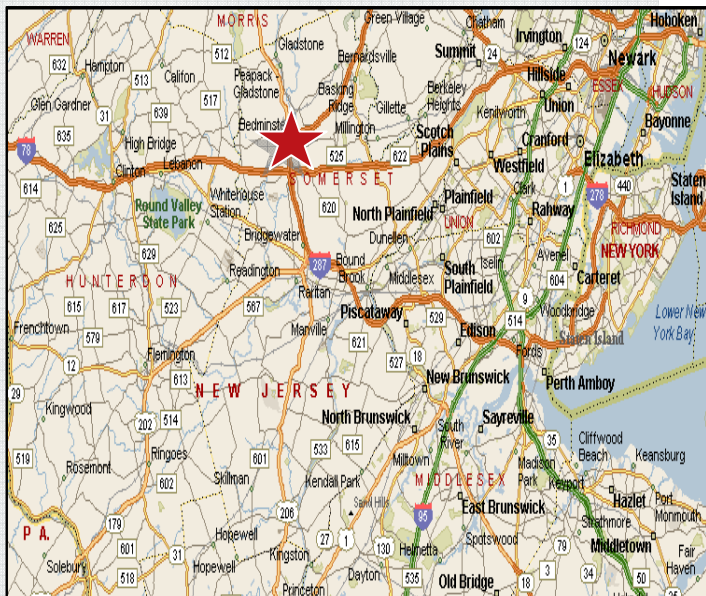 MORRIS
Green Village
Chatham
Hoboken
WARREN
512
Gladstone
Irvington
124
632
Hampton
513
Califon
Bernardsville
Summit
24
Newark
Peapack
Gladstone
Basking
Ridge
Berkeley
Heights
Hillside
ESSEX
HUDSON
517
Glen Gardner
31
639
Gillette
Kenilworth
Union
Bayonne
Bedminster
Millington
635
High Bridge
Scotch
Plains
Cranford
78
525
622
Westfield
Elizabeth
Clinton
Lebanon
SOMERSET
Clark
1
440
Staten
Island
614
Round Valley
State Park
Whitehouse
Station
620
North Plainfield
Plainfield
Rahway
278
625
UNION
RICHMOND
Bridgewater
Dunellen
602
NEW YORK
629
287
Bound
Brook
Iselin
Avenel
HUNTERDON
Readington
Middlesex
South
Plainfield
604
Carteret
615
617
523
567
Raritan
9
Woodbridge
Lower New
York Bay
Frenchtown
Manville
Piscataway
529
514
Staten Island
579
621
Edison
Fords
12
Flemington
527
18
613
Perth Amboy
29
NEW JERSEY
New Brunswick
Kingwood
202
514
North Brunswick
Sayreville
519
533
615
South
River
Cliffwood
Beach
Keansburg
Rosemont
Ringoes
601
Milltown
35
602
Skillman
Kendall Park
MIDDLESEX
Madison
Park
Keyport
Hazlet
Port
Monmouth
206
Sand Hills
95
East Brunswick
Strathmore
PA.
179
Hopewell
27
1
Spotswood
79
Middletown
601
31
Kingston
130
Helmetta
34
Fair
Haven
Solebury
518
Hopewell
Princeton
Dayton
535
Old Bridge
18
3
50